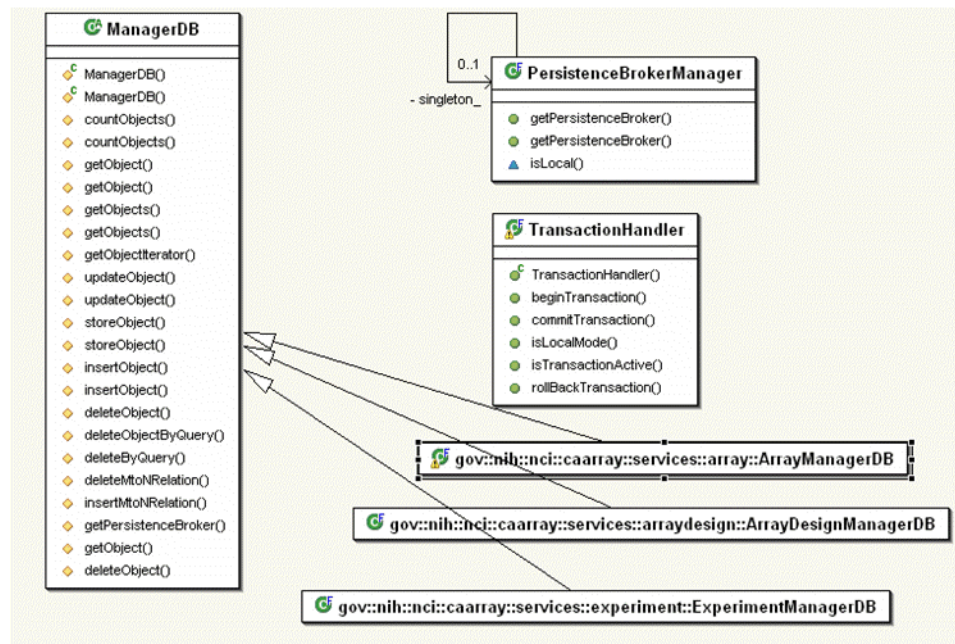 ManagerDB
ManagerDB()
ManagerDB()
countObjects()
countObjects()
getObject()
getObject()
getObjects()
getObjects()
getObjectIterator()
updateObject()
updateObject()
storeObject()
storeObject()
insertObject()
insertObject()
deleteObject()
deleteObjectByQuery()
deleteByQuery()
deleteMtoNRelation()
insertMtoNRelation()
getPersistenceBroker()
getObject()
deleteObject()
0..1
- singleton_
PersistenceBrokerManager
getPersistenceBroker()
getPersistenceBroker()
isLocal()
TransactionHandler
TransactionHandler()
beginTransaction()
commitTransaction()
isLocalMode()
isTransactionActive()
rollBackTransaction()
gov::nih::nci::caarray::services::array::ArrayManagerDB
gov::nih::nci::caarray::services::arraydesign::ArrayDesignManagerDB
gov::nih::nci::caarray::services::experiment::ExperimentManagerDB